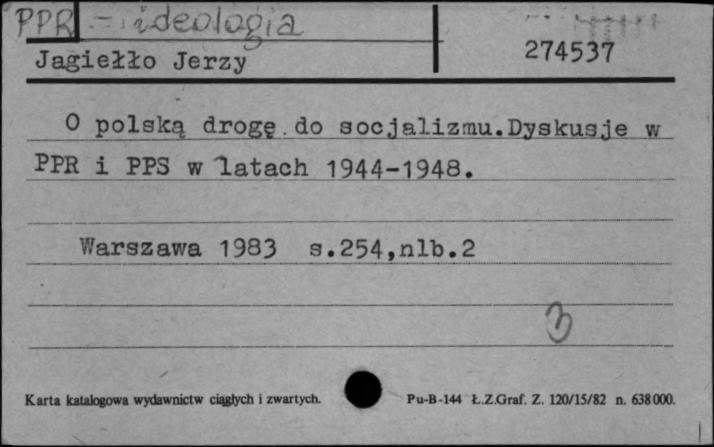 PPR - ideologia
Jagiełło Jerzy 274537
O polską drogę do socjalizmu.Dyskusje w
PPR i PPS w latach 1944-1948.
Warszawa 1983 s.254,nlb.2
3
Karta katalogowa wydawnictw ciągłych i zwartych. Pu-B-144 Ł.Z.Graf. Z. 120/15/82 n. 638000.